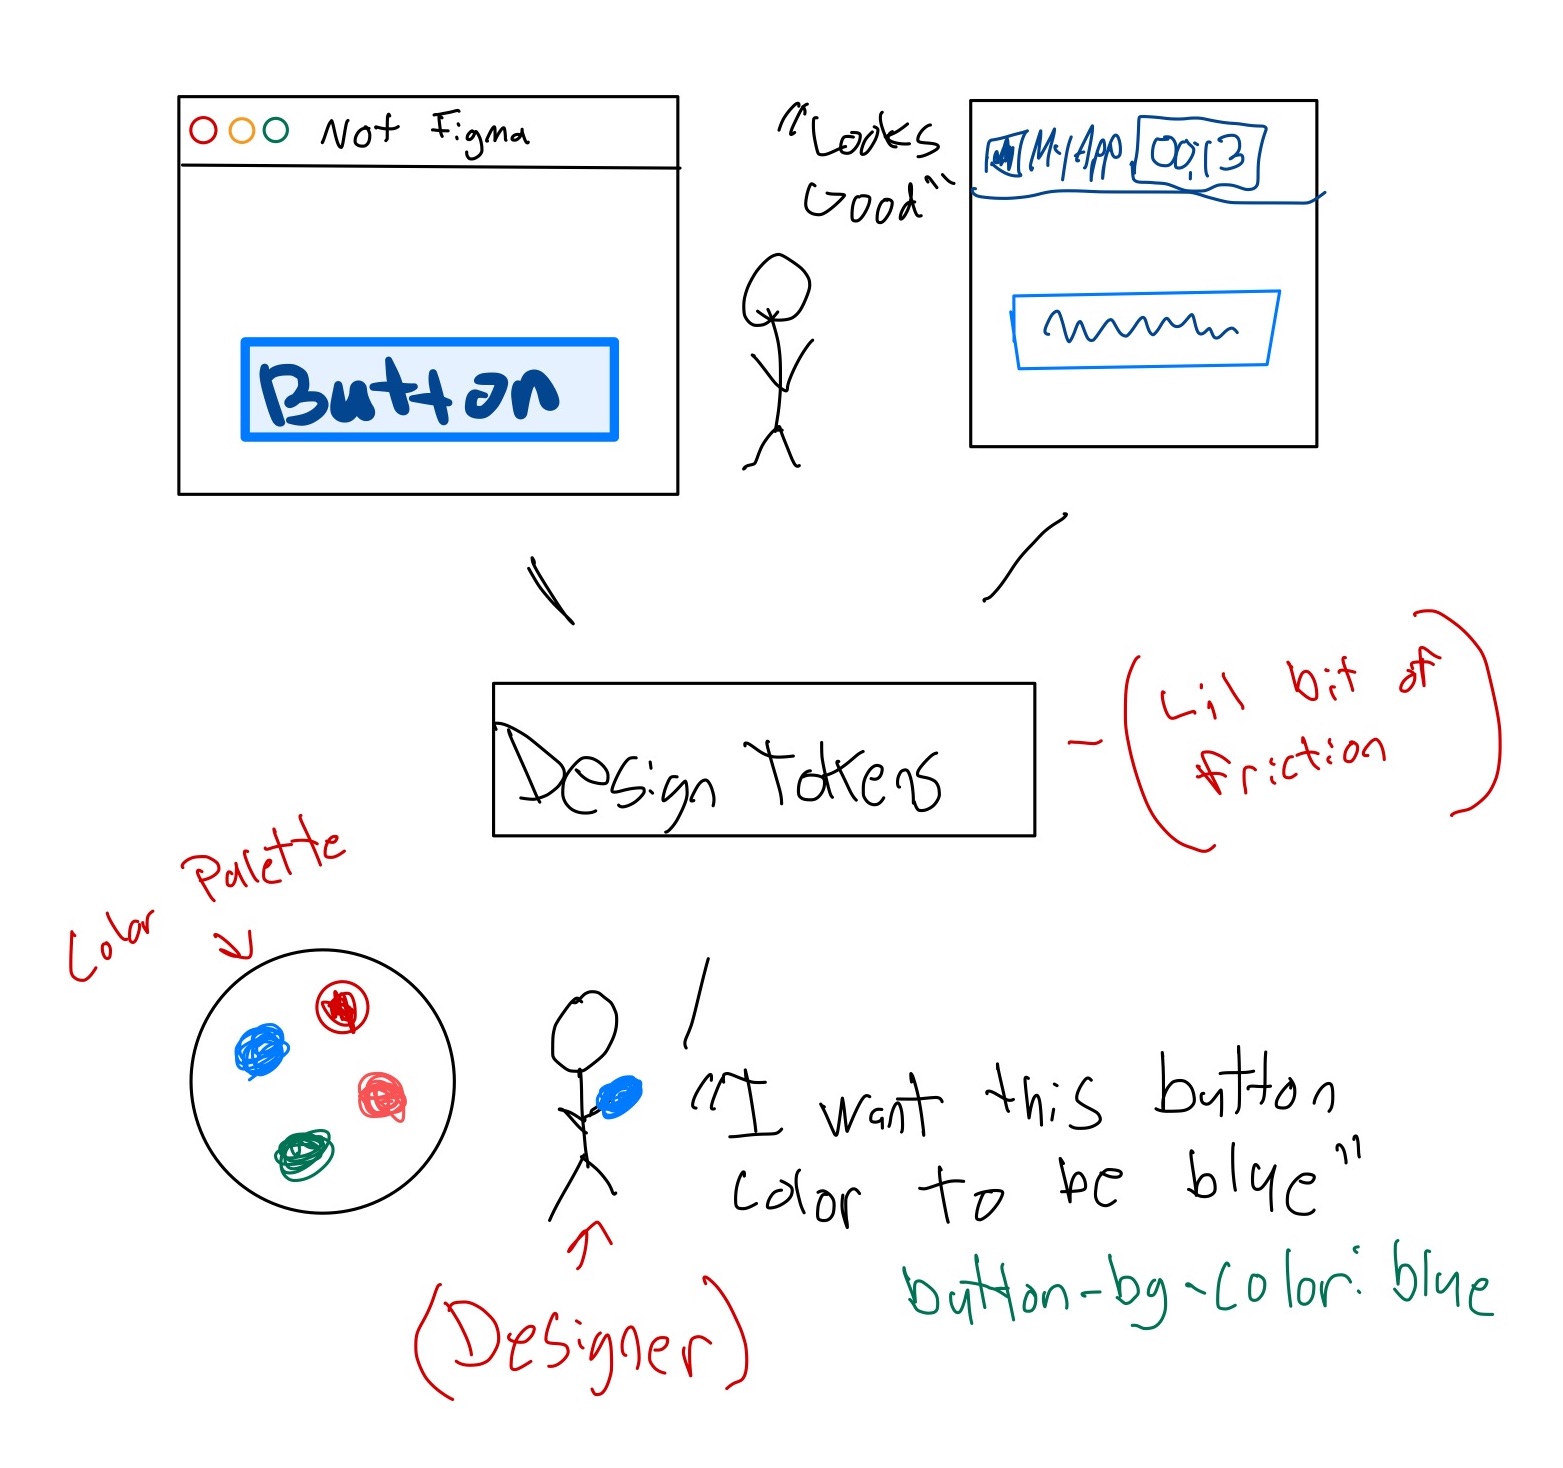 Not Figma
"Looks
Good"
MyApp 00:13
Button
Design Tokens
- (Lil bit of
friction)
Color Palette
"I want this button
color to be blue"
button-bg-color: blue
(Designer)